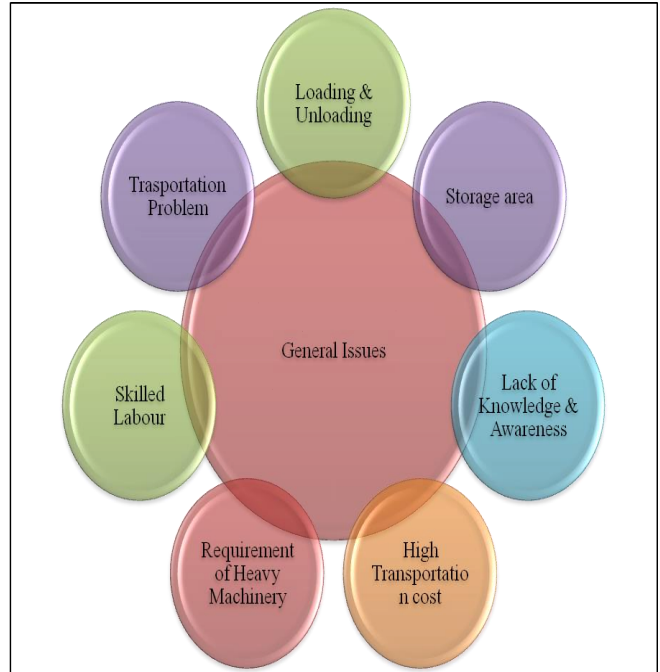 Loading &
Unloading
Trasportation
Problem
Storage area
General Issues
Skilled
Labour
Lack of
Knowledge &
Awareness
Requirement
of Heavy
Machinery
High
Transportatio
n cost